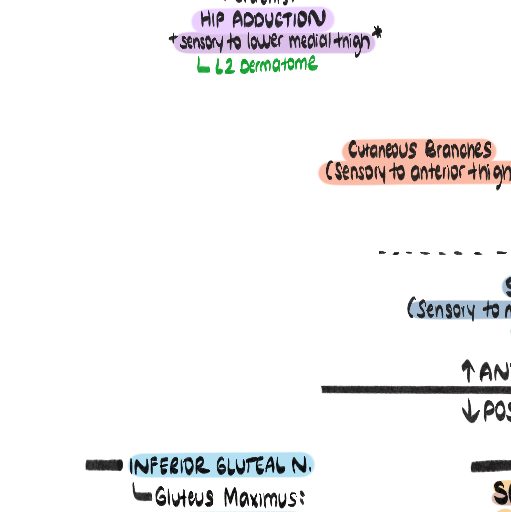 HIP ADDUCTION
*sensory to lower medial thigh*
L2 Dermatome
Cutaneous Branches
(Sensory to anterior thigh
(Sensory to
↑ANT
↓POS
INFERIOR GLUTEAL N.
Gluteus Maximus: